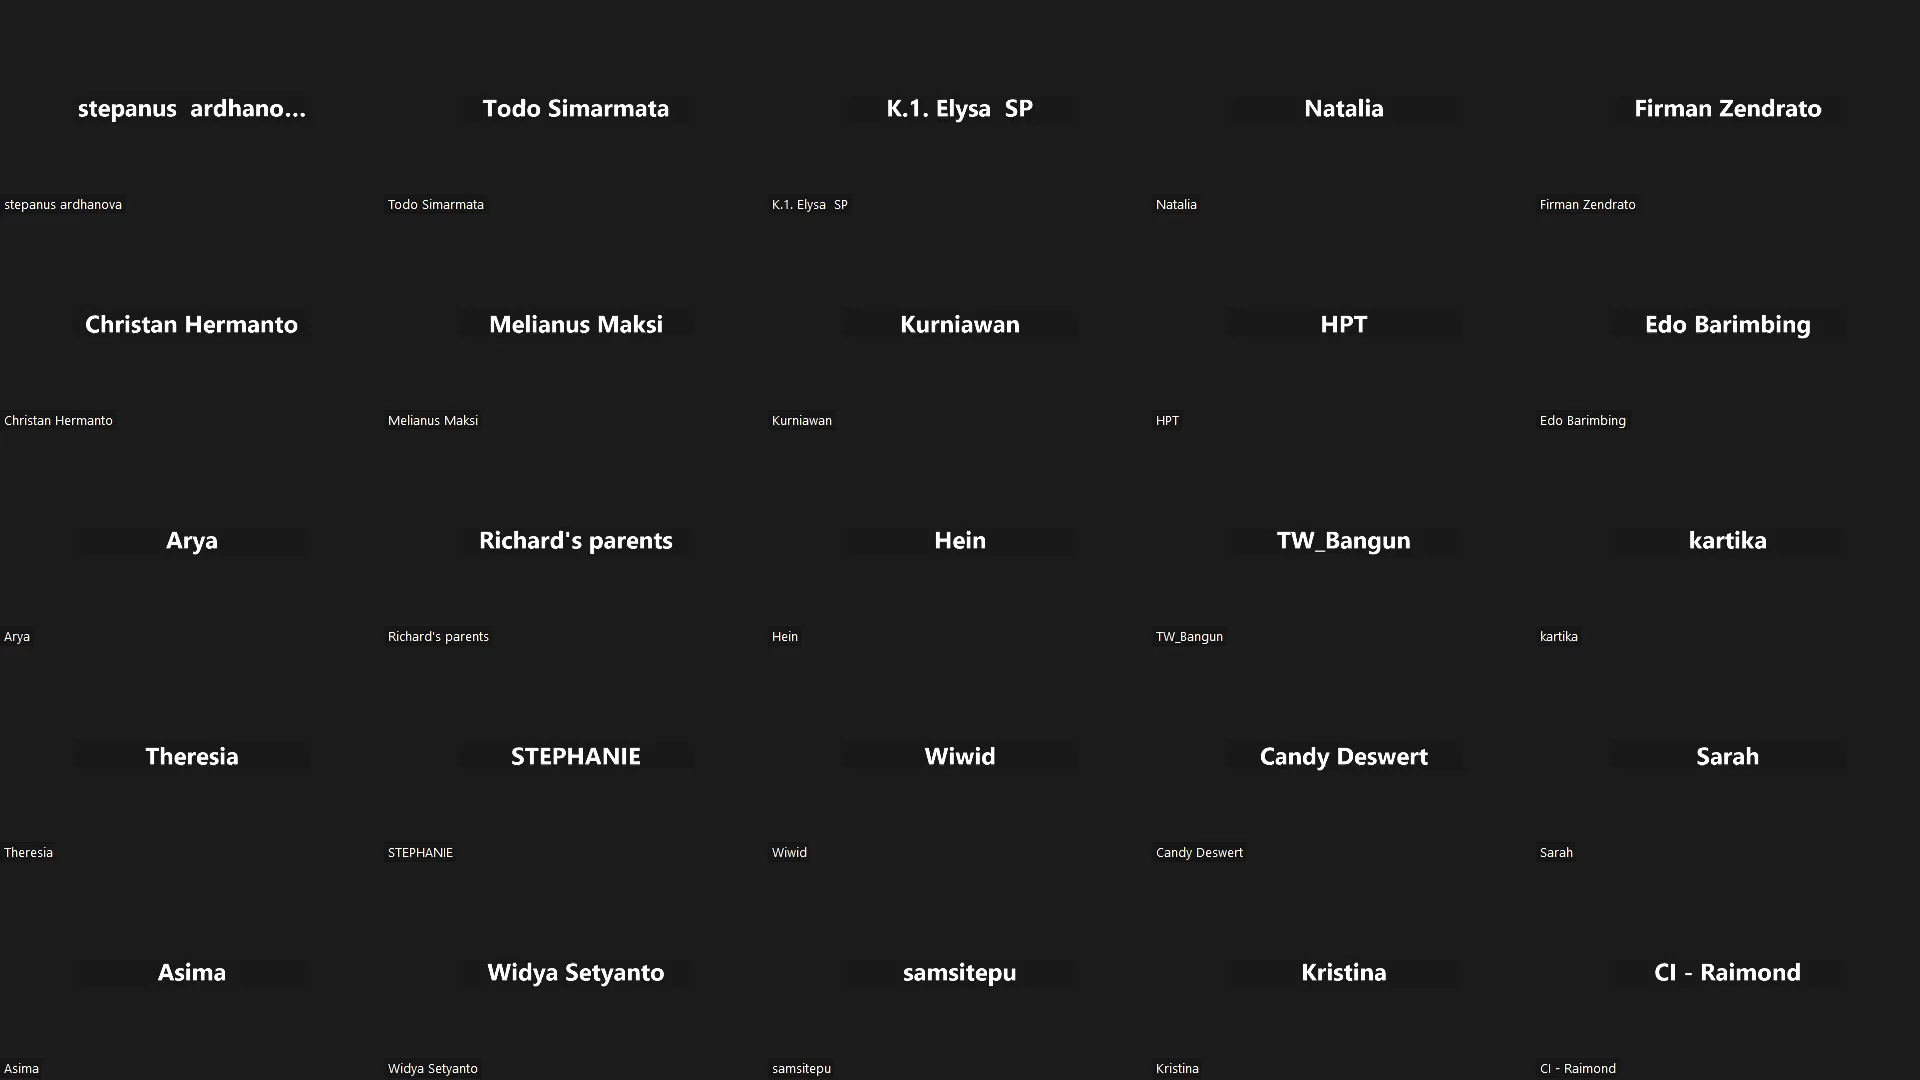 stepanus  ardhano...
Todo Simarmata
K.1. Elysa  SP
Natalia
Firman Zendrato
stepanus ardhanova
Todo Simarmata
K.1. Elysa  SP
Natalia
Firman Zendrato
Christan Hermanto
Melianus Maksi
Kurniawan
HPT
Edo Barimbing
Christan Hermanto
Melianus Maksi
Kurniawan
HPT
Edo Barimbing
Arya
Richard's parents
Hein
TW_Bangun
kartika
Arya
Richard's parents
Hein
TW_Bangun
kartika
Theresia
STEPHANIE
Wiwid
Candy Deswert
Sarah
Theresia
STEPHANIE
Wiwid
Candy Deswert
Sarah
Asima
Widya Setyanto
samsitepu
Kristina
CI - Raimond
Asima
Widya Setyanto
samsitepu
Kristina
CI - Raimond